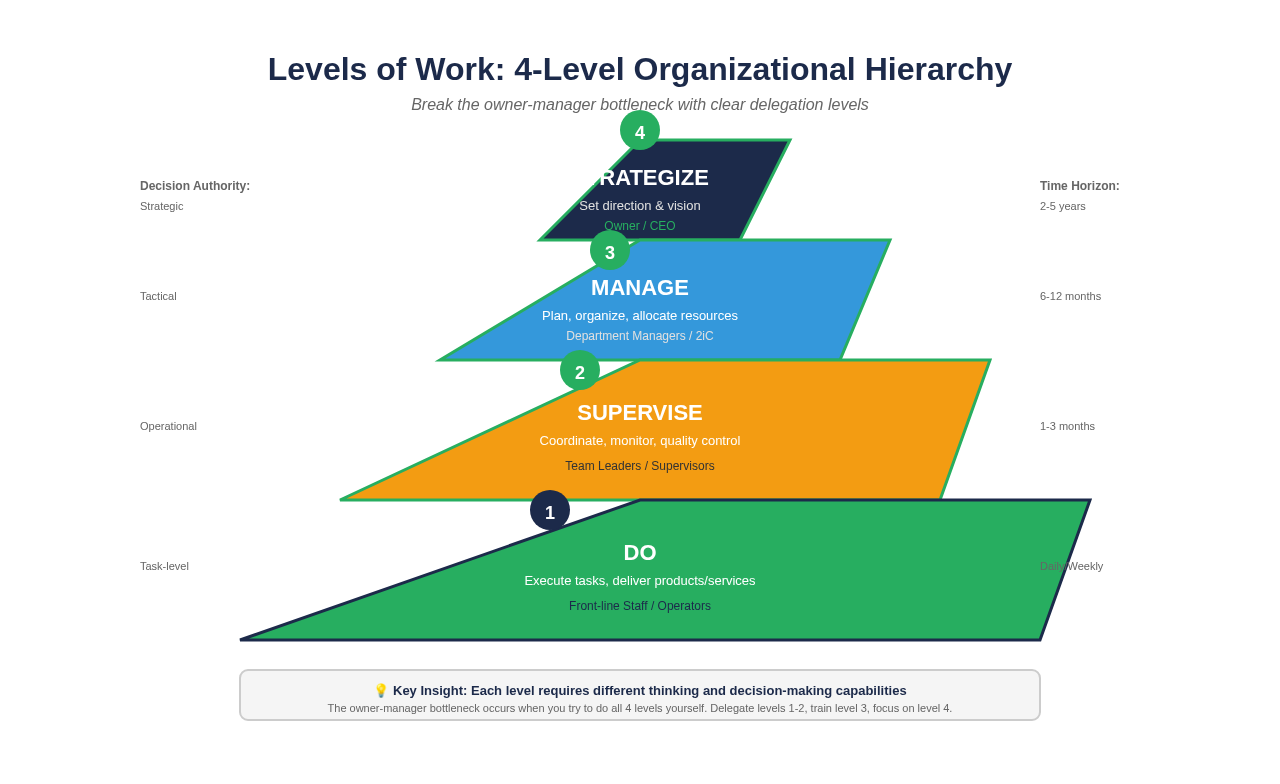 Levels of Work: 4-Level Organizational Hierarchy
Break the owner-manager bottleneck with clear delegation levels
4
Decision Authority:
Time Horizon:
RATEGIZE
Strategic
Set direction & vision
2-5 years
Owner / CEO
3
MANAGE
Tactical
6-12 months
Plan, organize, allocate resources
Department Managers / 2iC
2
SUPERVISE
Operational
1-3 months
Coordinate, monitor, quality control
Team Leaders / Supervisors
1
DO
Task-level
Daily/Weekly
Execute tasks, deliver products/services
Front-line Staff / Operators
💡 Key Insight: Each level requires different thinking and decision-making capabilities
The owner-manager bottleneck occurs when you try to do all 4 levels yourself. Delegate levels 1-2, train level 3, focus on level 4.